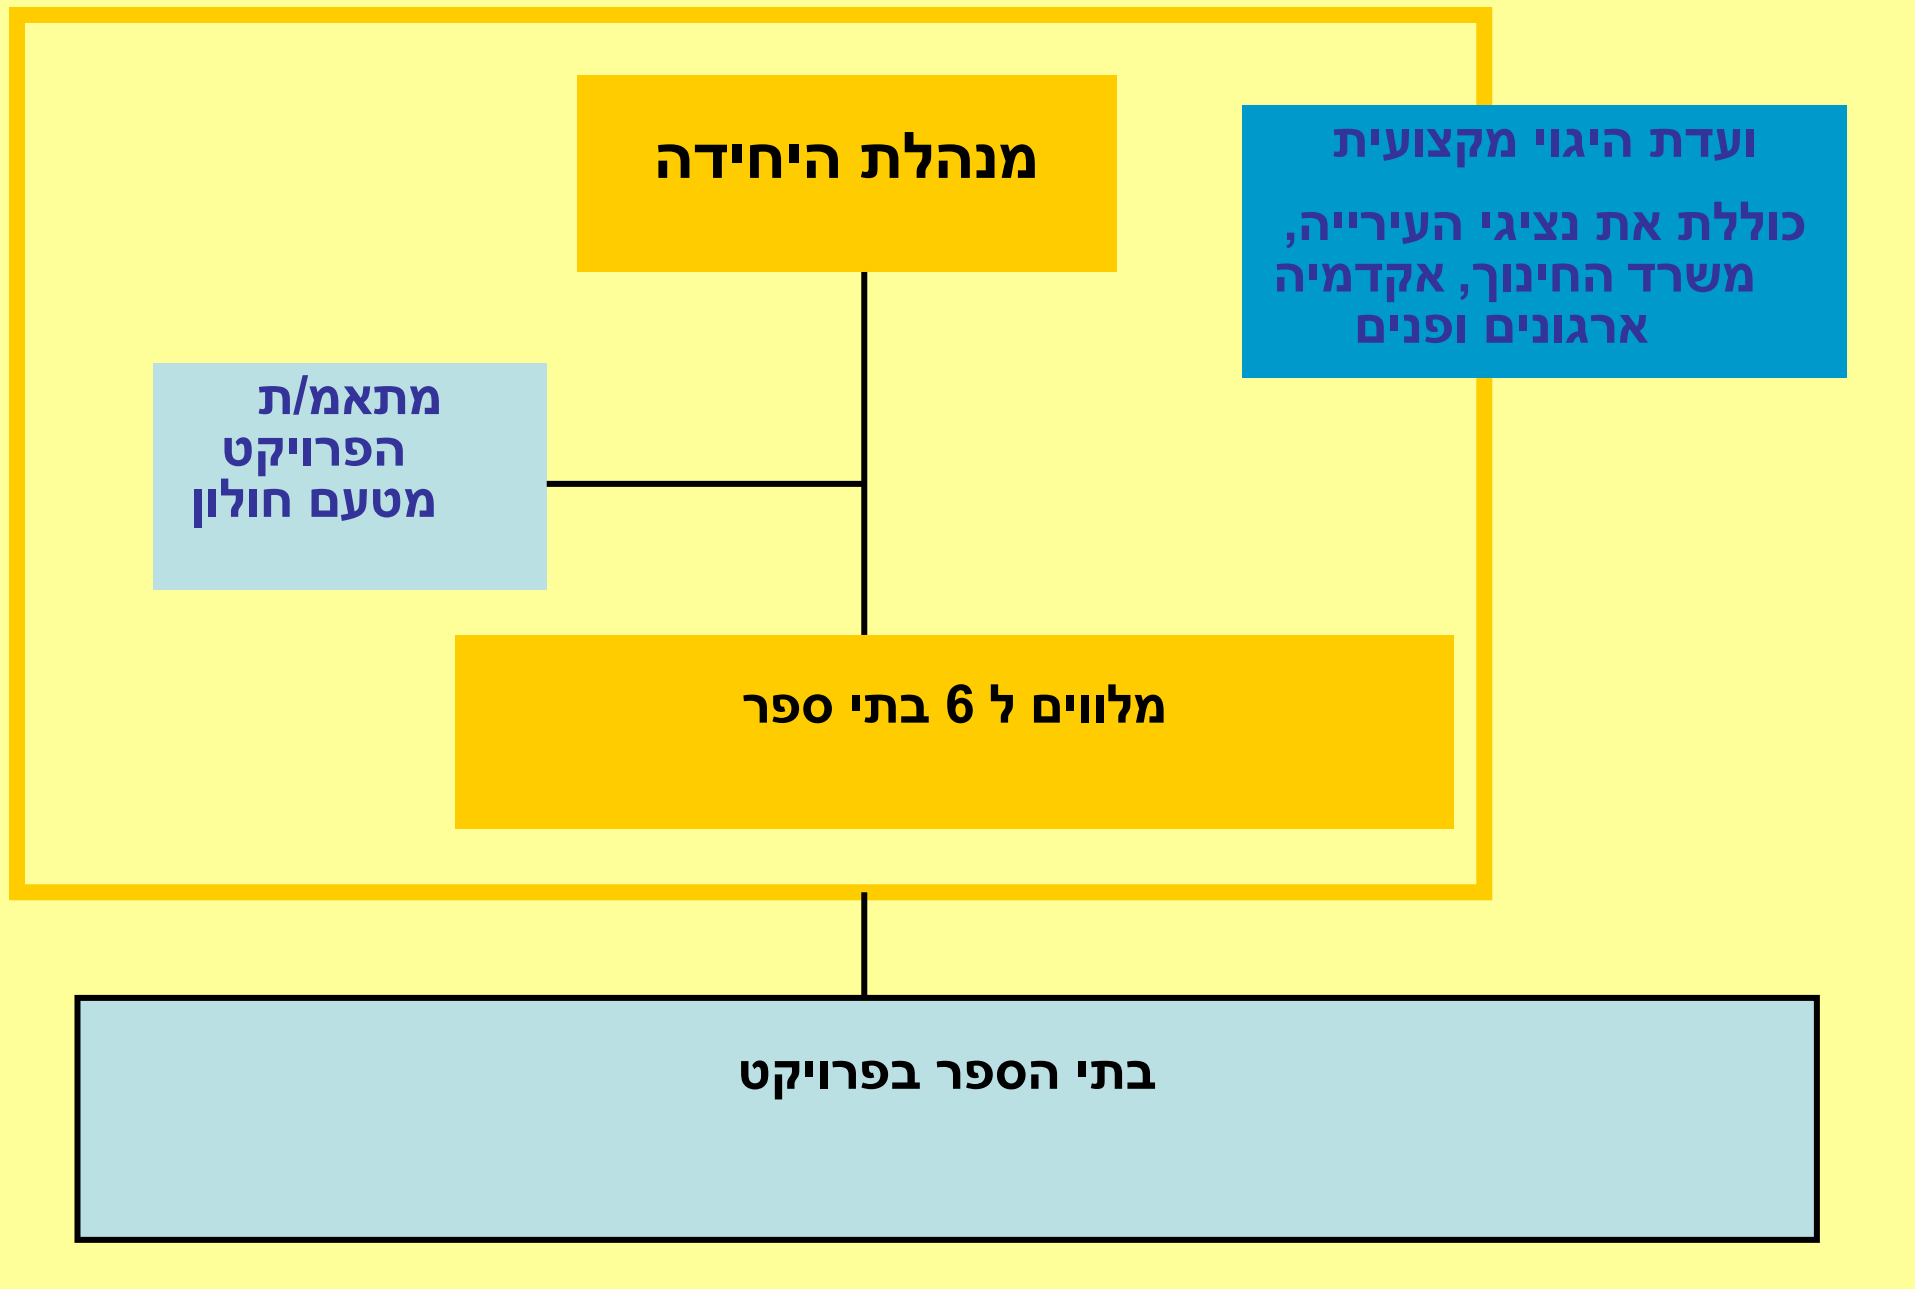 מנהלת היחידה
ועדת היגוי מקצועית
כוללת את נציגי העירייה,
משרד החינוך, אקדמיה
ארגונים ופנים
מתאמ/ת
הפרויקט
מטעם חולון
מלווים ל 6 בתי ספר
בתי הספר בפרויקט